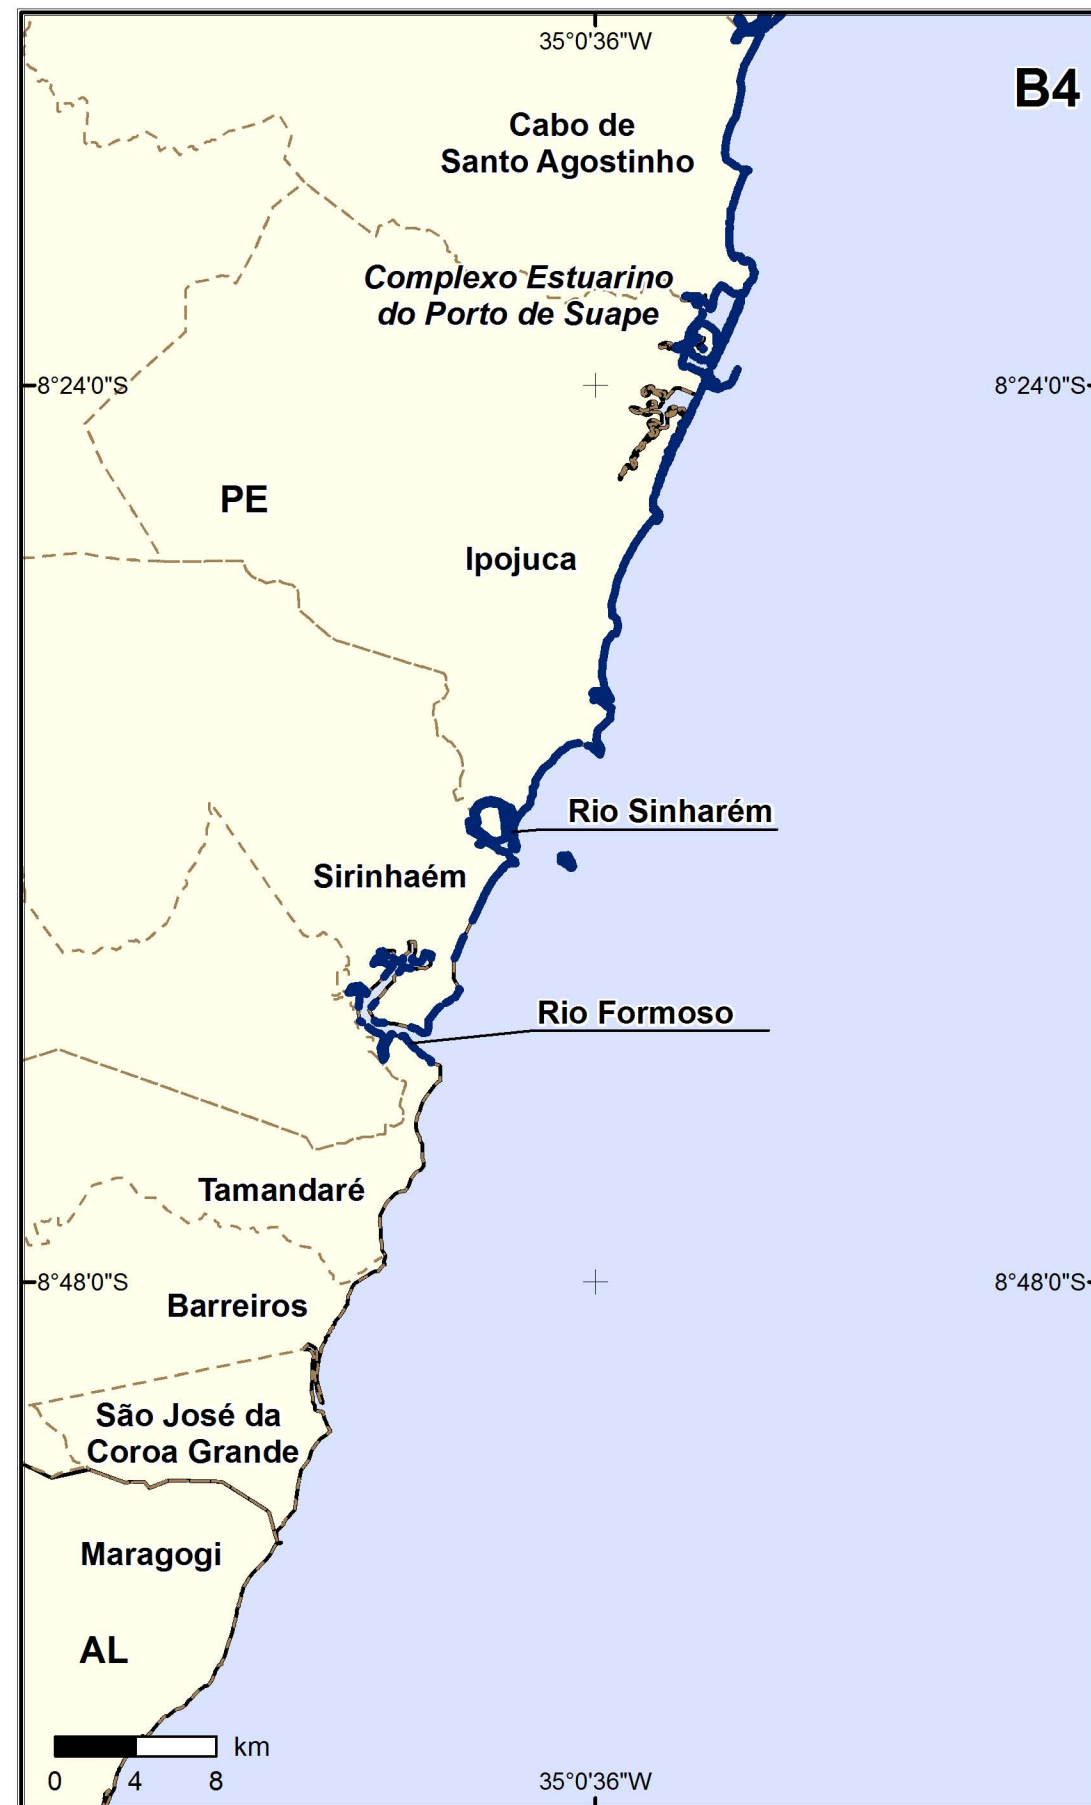 35°0'36"W
B4
Cabo de
Santo Agostinho
Complexo Estuarino
do Porto de Suape
8°24'0"S
8°24'0"S
PE
Ipojuca
Rio Sinharém
Sirinhaém
Rio Formoso
Tamandaré
8°48'0"S
8°48'0"S
Barreiros
São José da
Coroa Grande
Maragogi
AL
km
0 4 8
35°0'36"W